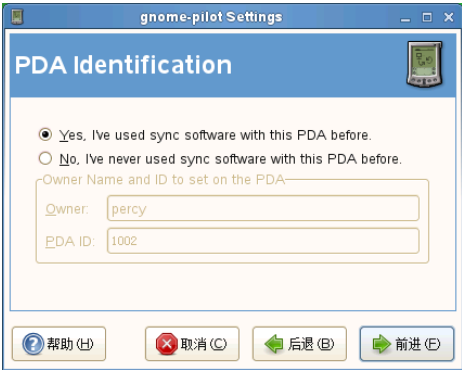 gnome-pilot Settings
PDA Identification
Yes, I've used sync software with this PDA before.
No, I've never used sync software with this PDA before.
Owner Name and ID to set on the PDA
Owner: percy
PDA ID: 1002
帮助(H) 取消(C) 后退(B) 前进(F)